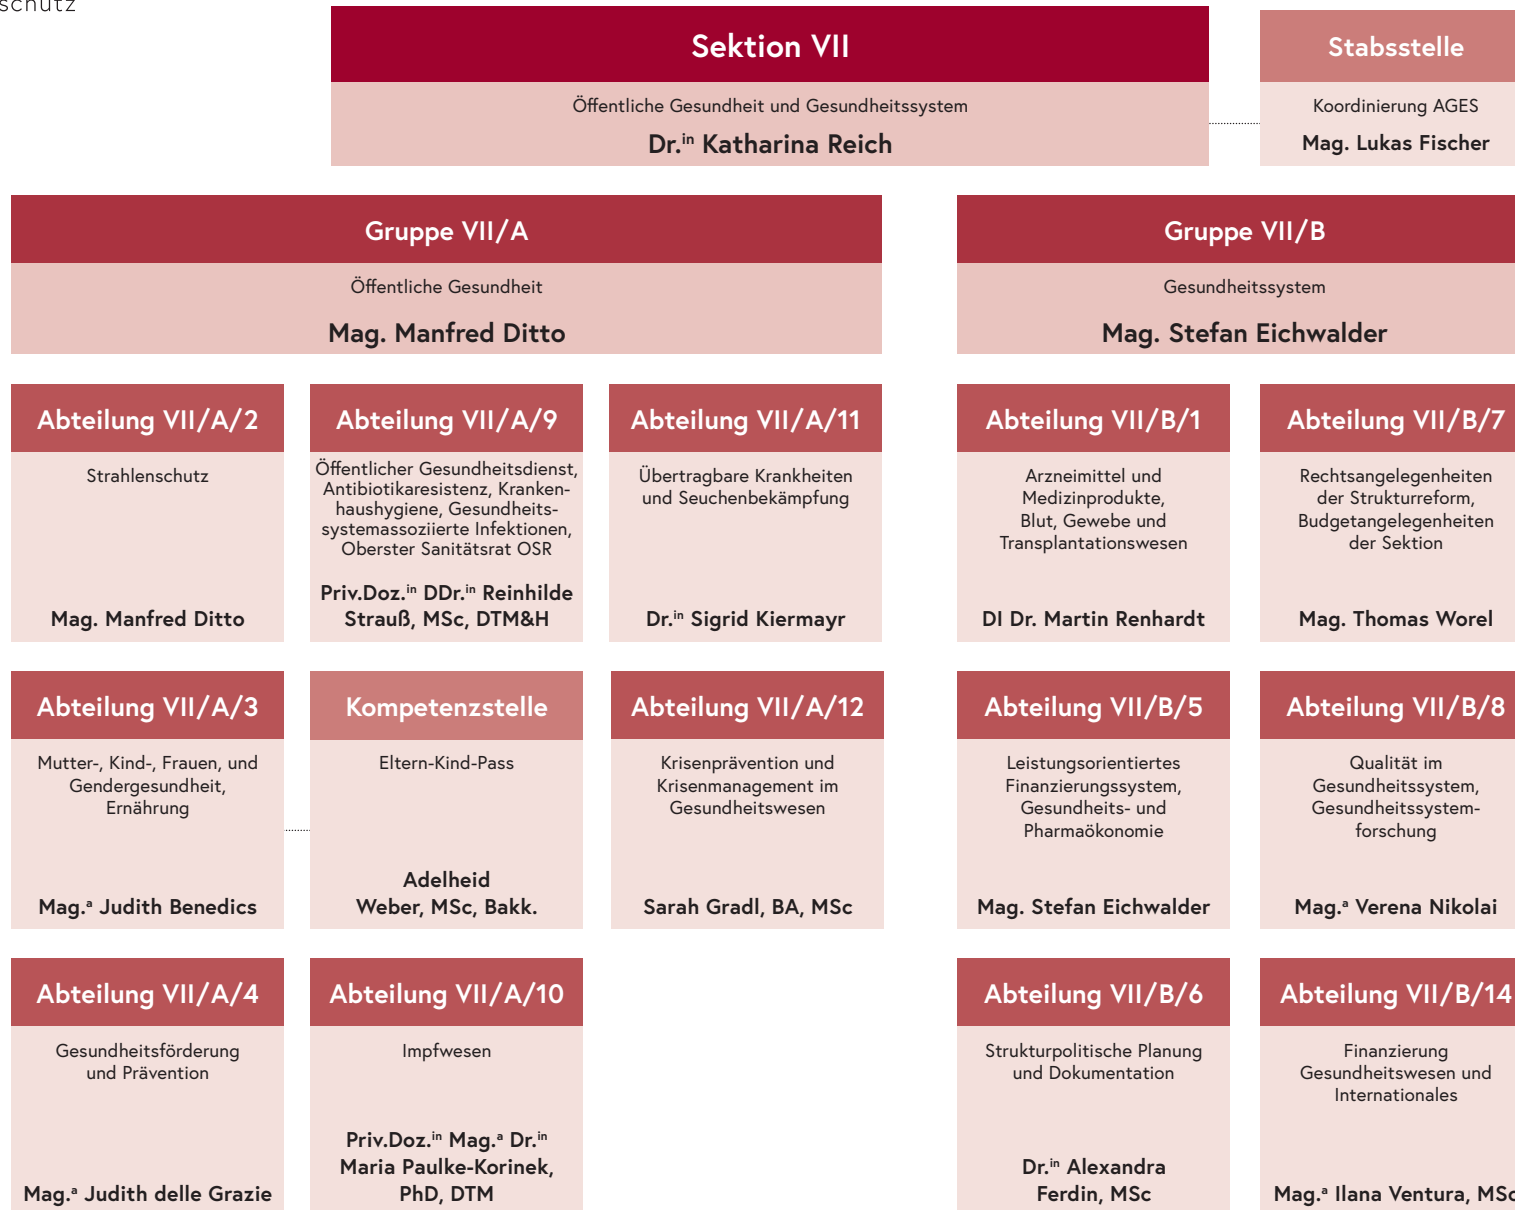 schutz
Sektion VII
Öffentliche Gesundheit und Gesundheitssystem
Dr.in Katharina Reich
Stabsstelle
Koordinierung AGES
Mag. Lukas Fischer
Gruppe VII/A
Öffentliche Gesundheit
Mag. Manfred Ditto
Gruppe VII/B
Gesundheitssystem
Mag. Stefan Eichwalder
Abteilung VII/A/2
Strahlenschutz
Mag. Manfred Ditto
Abteilung VII/A/9
Öffentlicher Gesundheitsdienst,
Antibiotikaresistenz, Kranken-
haushygiene, Gesundheits-
systemassoziierte Infektionen,
Oberster Sanitätsrat OSR
Priv.Doz.in DDr.in Reinhilde
Strauß, MSc, DTM&H
Abteilung VII/A/11
Übertragbare Krankheiten
und Seuchenbekämpfung
Dr.in Sigrid Kiermayr
Abteilung VII/B/1
Arzneimittel und
Medizinprodukte,
Blut, Gewebe und
Transplantationswesen
DI Dr. Martin Renhardt
Abteilung VII/B/7
Rechtsangelegenheiten
der Strukturreform,
Budgetangelegenheiten
der Sektion
Mag. Thomas Worel
Abteilung VII/A/3
Mutter-, Kind-, Frauen, und
Gendergesundheit,
Ernährung
Mag.a Judith Benedics
Kompetenzstelle
Eltern-Kind-Pass
Adelheid
Weber, MSc, Bakk.
Abteilung VII/A/12
Krisenprävention und
Krisenmanagement im
Gesundheitswesen
Sarah Gradl, BA, MSc
Abteilung VII/B/5
Leistungsorientiertes
Finanzierungssystem,
Gesundheits- und
Pharmaökonomie
Mag. Stefan Eichwalder
Abteilung VII/B/8
Qualität im
Gesundheitssystem,
Gesundheitssystem-
forschung
Mag.a Verena Nikolai
Abteilung VII/A/4
Gesundheitsförderung
und Prävention
Mag.a Judith delle Grazie
Abteilung VII/A/10
Impfwesen
Priv.Doz.in Mag.a Dr.in
Maria Paulke-Korinek,
PhD, DTM
Abteilung VII/B/6
Strukturpolitische Planung
und Dokumentation
Dr.in Alexandra
Ferdin, MSc
Abteilung VII/B/14
Finanzierung
Gesundheitswesen und
Internationales
Mag.a Ilana Ventura, MSc